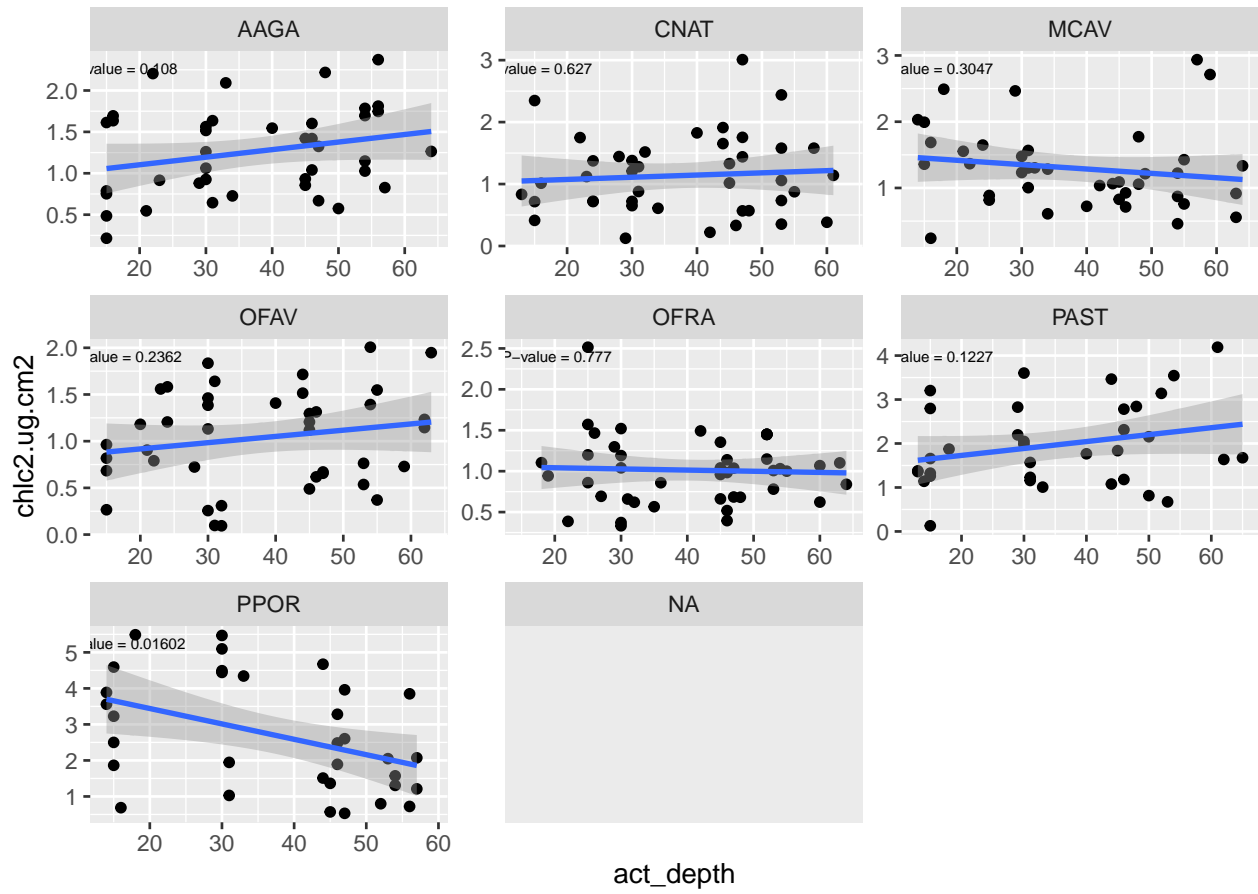 AAGA CNAT MCAV
value = 0.108 value = 0.627 alue = 0.3047
2.0 3 3
1.5 2 2
1.0 1 1
0.5 0
20 30 40 50 60 20 30 40 50 60 20 30 40 50 60
OFAV OFRA PAST
alue = 0.2362 P−value = 0.777 alue = 0.1227
2.0 2.5 4
1.5 2.0 3
1.0 1.5 2
0.5 1.0 1
0.0 0.5 0
20 30 40 50 60 20 30 40 50 60 20 30 40 50 60
chlc2.ug.cm2
PPOR NA
alue = 0.01602
5
4
3
2
1
20 30 40 50 60
act_depth